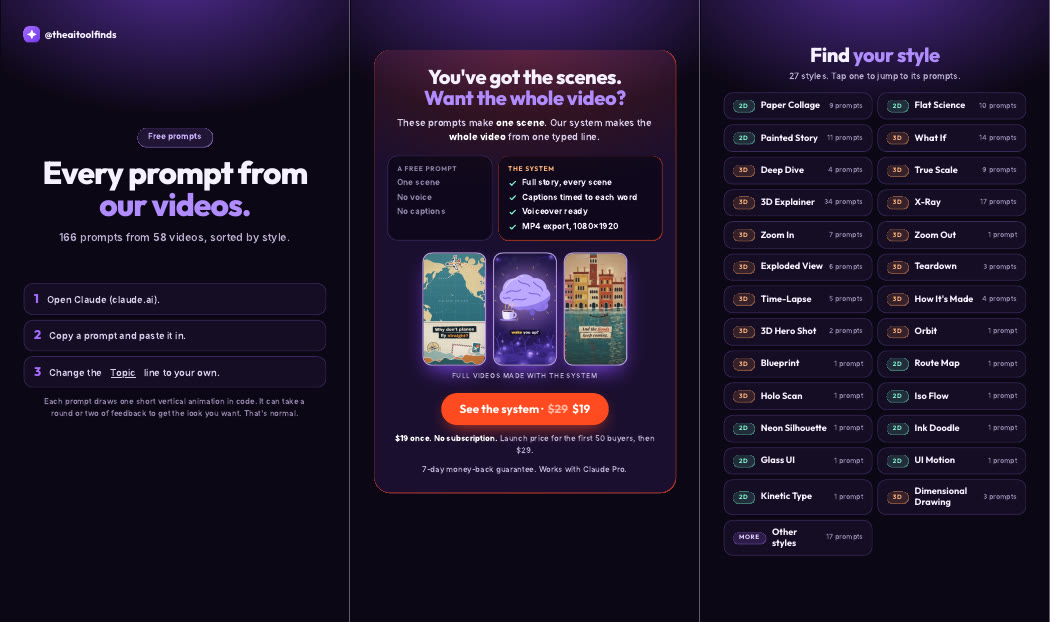 @theaitoolfinds
Free prompts
Every prompt from
our videos.
166 prompts from 58 videos, sorted by style.
1 Open Claude (claude.ai).
2 Copy a prompt and paste it in.
3 Change the Topic line to your own.
Each prompt draws one short vertical animation in code. It can take a
round or two of feedback to get the look you want. That's normal.
You've got the scenes.
Want the whole video?
These prompts make one scene. Our system makes the
whole video from one typed line.
A FREE PROMPT
One scene
No voice
No captions
THE SYSTEM
Full story, every scene
Captions timed to each word
Voiceover ready
MP4 export, 1080×1920
Why don't planes
fly straight?
wake you up?
And the floods
keep coming.
FULL VIDEOS MADE WITH THE SYSTEM
See the system · $29 $19
$19 once. No subscription. Launch price for the first 50 buyers, then
$29.
7-day money-back guarantee. Works with Claude Pro.
Find your style
27 styles. Tap one to jump to its prompts.
2D Paper Collage 9 prompts
2D Flat Science 10 prompts
2D Painted Story 11 prompts
3D What If 14 prompts
3D Deep Dive 4 prompts
3D True Scale 9 prompts
3D 3D Explainer 34 prompts
3D X-Ray 17 prompts
3D Zoom In 7 prompts
3D Zoom Out 1 prompt
3D Exploded View 6 prompts
3D Teardown 3 prompts
3D Time-Lapse 5 prompts
3D How It's Made 4 prompts
3D 3D Hero Shot 2 prompts
3D Orbit 1 prompt
3D Blueprint 1 prompt
2D Route Map 1 prompt
3D Holo Scan 1 prompt
2D Iso Flow 1 prompt
2D Neon Silhouette 1 prompt
2D Ink Doodle 1 prompt
2D Glass UI 1 prompt
2D UI Motion 1 prompt
2D Kinetic Type 1 prompt
3D Dimensional
Drawing 3 prompts
MORE Other
styles 17 prompts